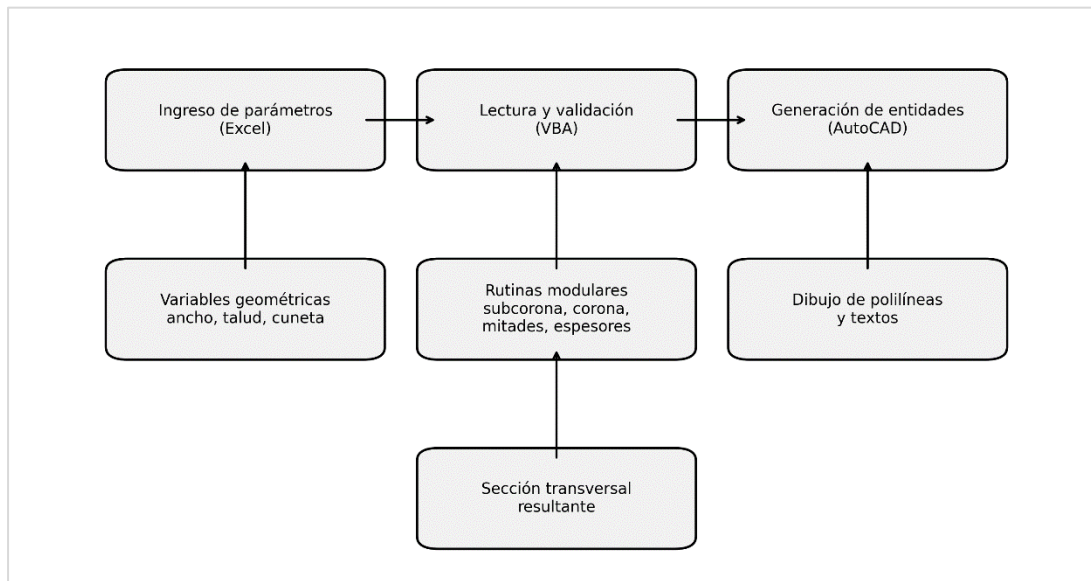 Ingreso de parámetros
(Excel)
Lectura y validación
(VBA)
Generación de entidades
(AutoCAD)
Variables geométricas
ancho, talud, cuneta
Rutinas modulares
subcorona, corona,
mitades, espesores
Dibujo de polilíneas
y textos
Sección transversal
resultante